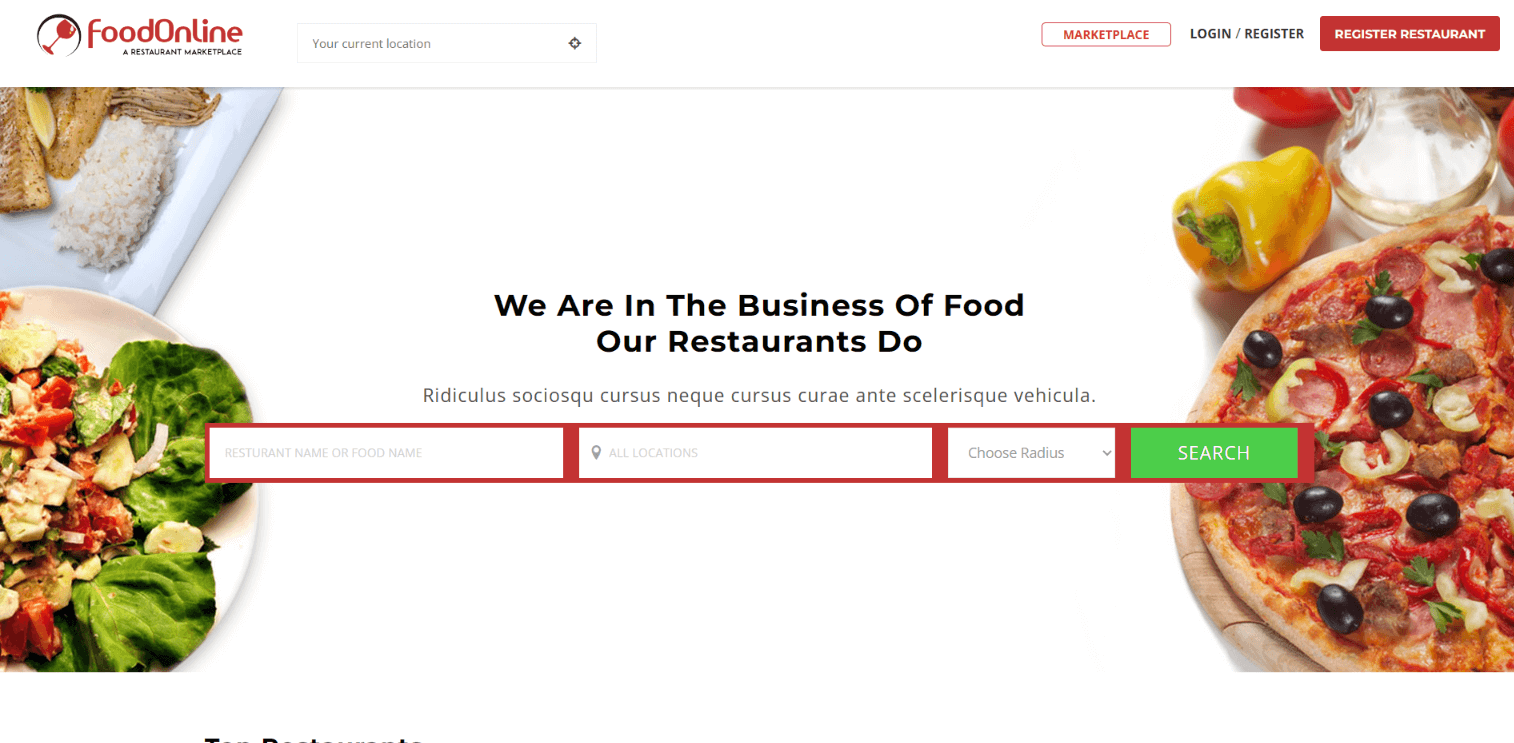 FoodOnline
A RESTAURANT MARKETPLACE
Your current location
MARKETPLACE
LOGIN / REGISTER
REGISTER RESTAURANT
We Are In The Business Of Food
Our Restaurants Do
Ridiculus sociosqu cursus neque cursus curae ante scelerisque vehicula.
RESTURANT NAME OR FOOD NAME
ALL LOCATIONS
Choose Radius
SEARCH
Top Restaurants